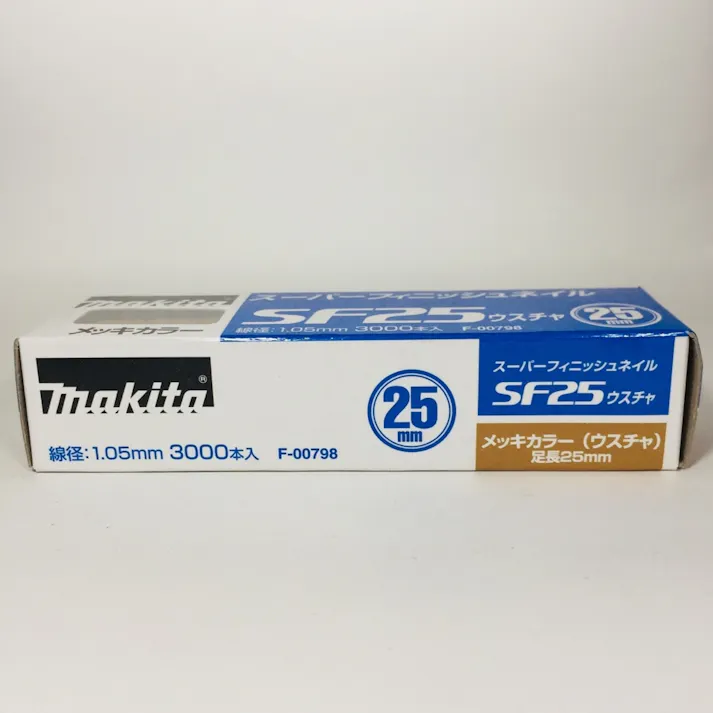 スーパーフィニッシュネイル
SF25ウスチャ
25
mm
メッキカラー
線径:1.05mm 3000本入 F-00798
makita®
25
mm
スーパーフィニッシュネイル
SF25ウスチャ
線径:1.05mm 3000本入 F-00798
メッキカラー(ウスチャ)
足長25mm